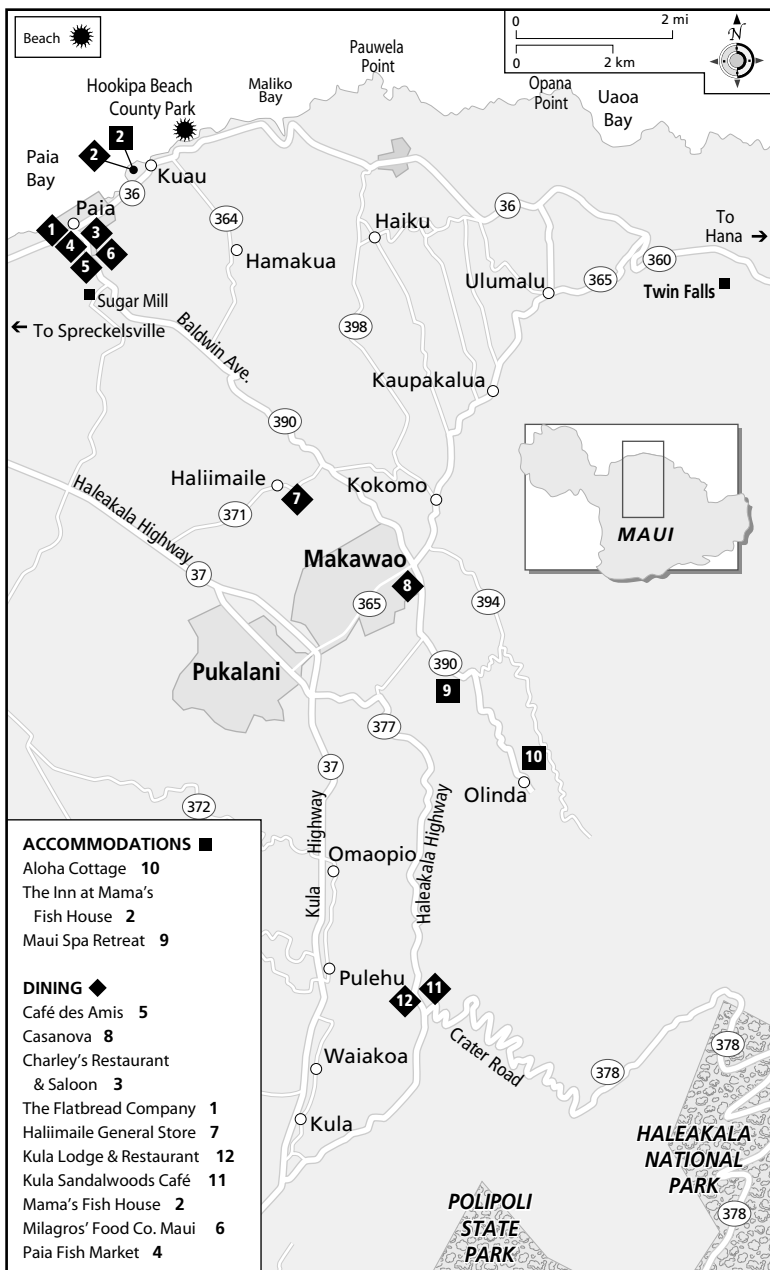 Beach
0 2 mi
0 2 km
N
Pauwela
Point
Hookipa Beach
County Park
Maliko
Bay
Opana
Point
Uaoa
Bay
2
2
Paia
Bay
Kuau
36
Paia
1
3
4
6
5
364
Hamakua
Haiku
36
To
Hana →
360
365
Ulumalu
Twin Falls
Sugar Mill
← To Spreckelsville
Baldwin Ave.
398
Kaupakalua
390
Haliimaile
7
Kokomo
371
Haleakala Highway
37
Makawao
8
365
394
MAUI
Pukalani
390
9
377
37
10
Olinda
372
Kula Highway
Haleakala Highway
Omaopio
Pulehu
12
11
Crater Road
378
378
Waiakoa
Kula
HALEAKALA
NATIONAL
PARK
378
POLIPOLI
STATE
PARK
ACCOMMODATIONS
Aloha Cottage 10
The Inn at Mama's
Fish House 2
Maui Spa Retreat 9
DINING
Café des Amis 5
Casanova 8
Charley's Restaurant
& Saloon 3
The Flatbread Company 1
Haliimaile General Store 7
Kula Lodge & Restaurant 12
Kula Sandalwoods Café 11
Mama's Fish House 2
Milagros' Food Co. Maui 6
Paia Fish Market 4